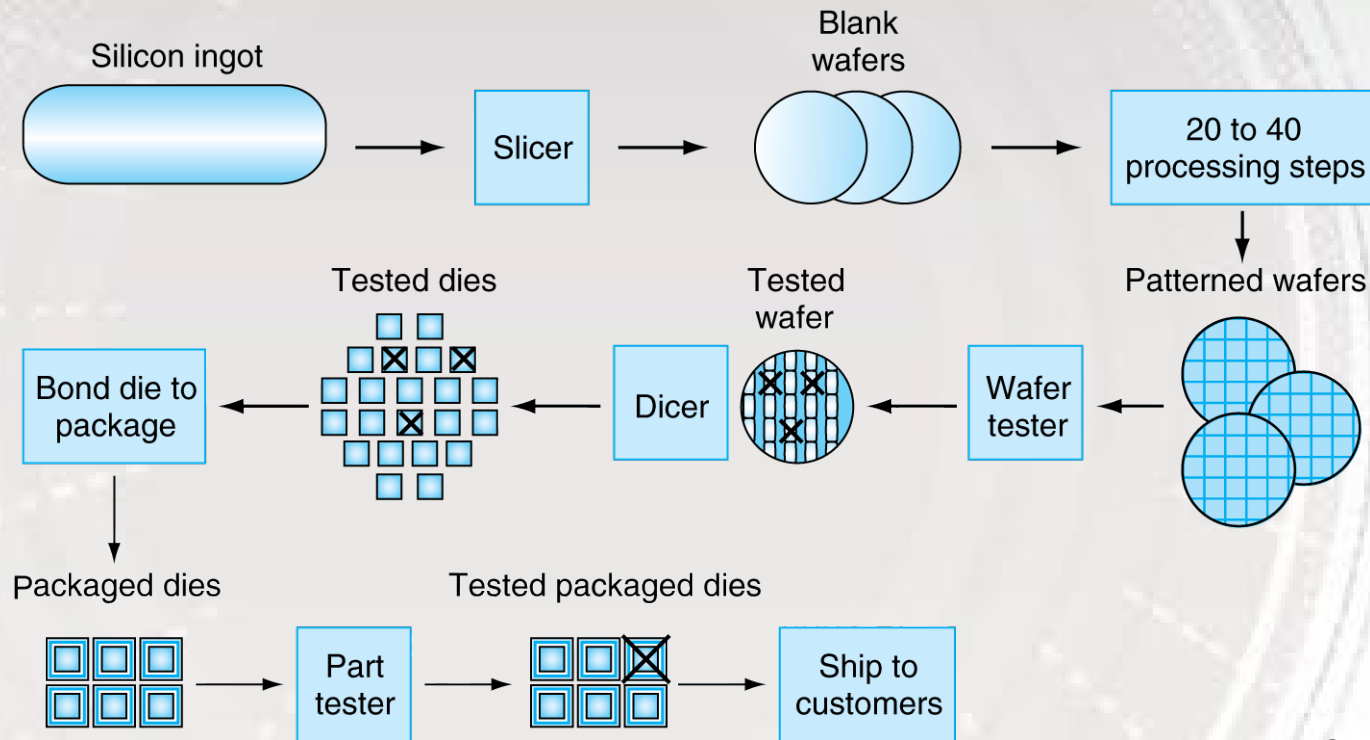 Silicon ingot
Slicer
Blank
wafers
20 to 40
processing steps
Tested dies
Tested
wafer
Patterned wafers
Bond die to
package
Dicer
Wafer
tester
Packaged dies
Tested packaged dies
Part
tester
Ship to
customers